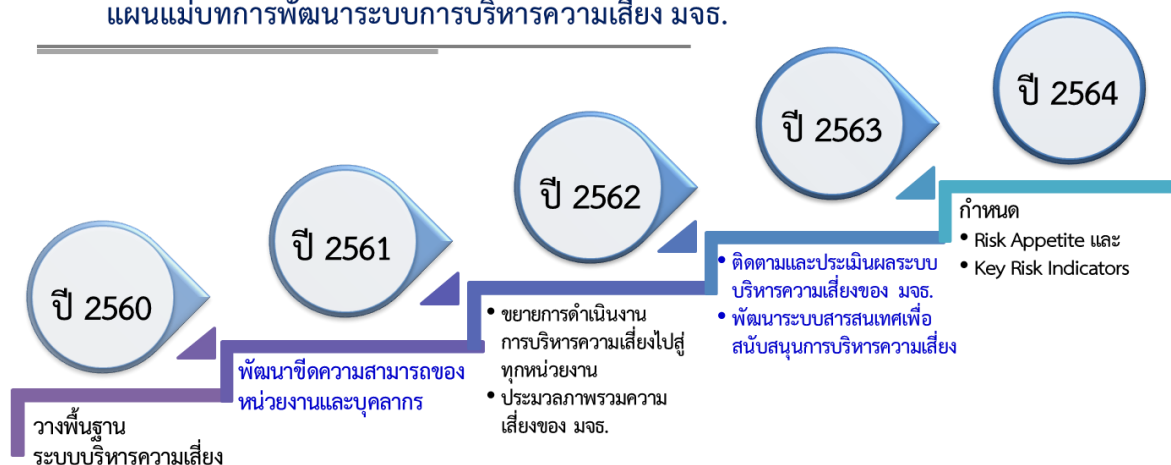 แผนแม่บทการพัฒนาระบบการบริหารความเสี่ยง มจธ.
ปี 2560
วางพื้นฐาน
ระบบบริหารความเสี่ยง
ปี 2561
พัฒนาขีดความสามารถของ
หน่วยงานและบุคลากร
ปี 2562
• ขยายการดำเนินงาน
การบริหารความเสี่ยงไปสู่
ทุกหน่วยงาน
• ประมวลภาพรวมความ
เสี่ยงของ มจธ.
ปี 2563
• ติดตามและประเมินผลระบบ
บริหารความเสี่ยงของ มจธ.
• พัฒนาระบบสารสนเทศเพื่อ
สนับสนุนการบริหารความเสี่ยง
ปี 2564
กำหนด
• Risk Appetite และ
• Key Risk Indicators